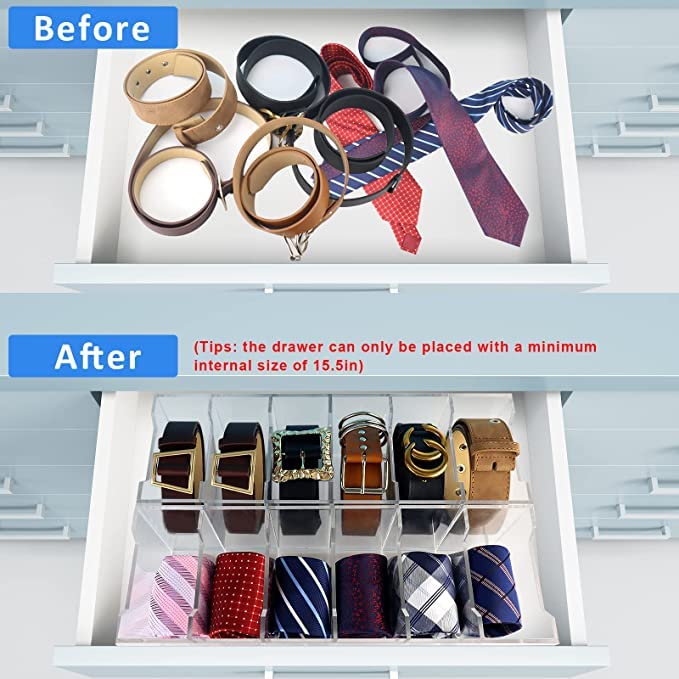 Before
After
(Tips: the drawer can only be placed with a minimum
internal size of 15.5in)